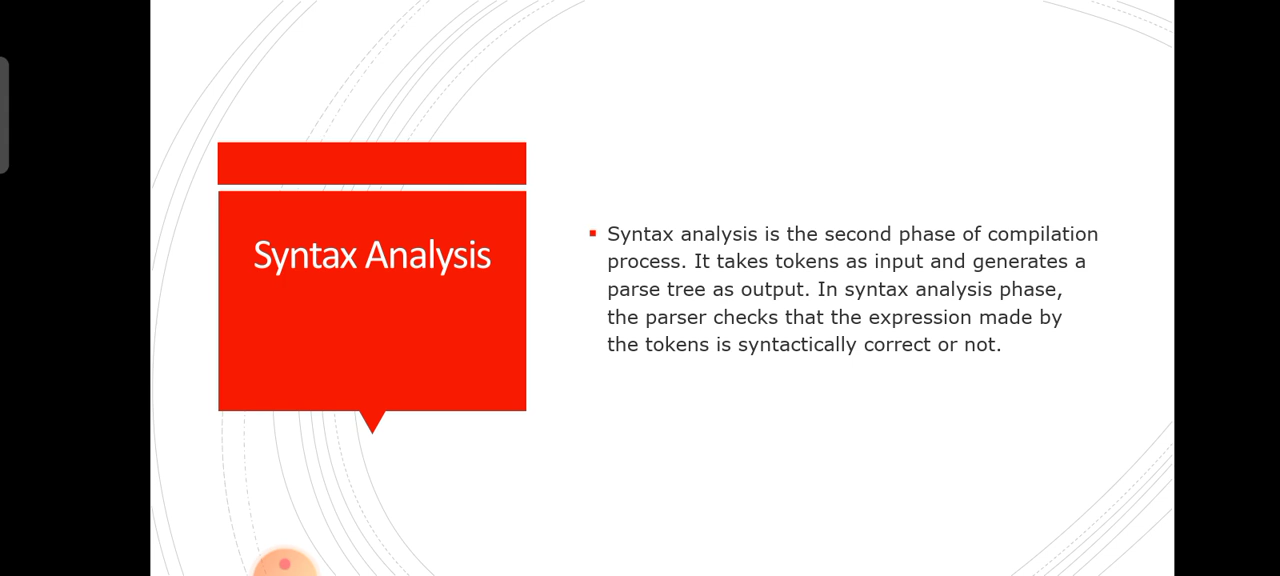 Syntax Analysis
Syntax analysis is the second phase of compilation
process. It takes tokens as input and generates a
parse tree as output. In syntax analysis phase,
the parser checks that the expression made by
the tokens is syntactically correct or not.